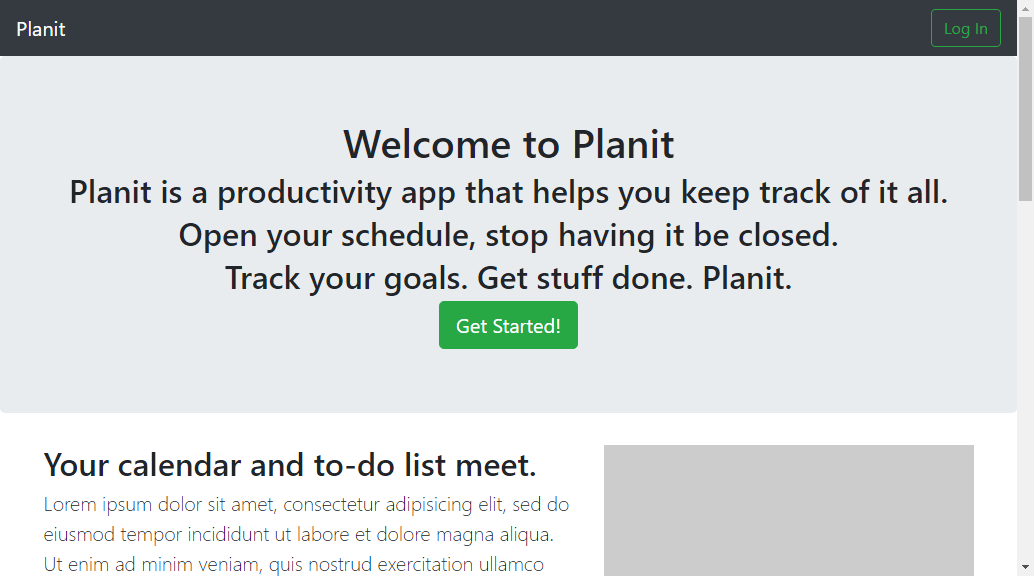 Planit
Log In
Welcome to Planit
Planit is a productivity app that helps you keep track of it all.
Open your schedule, stop having it be closed.
Track your goals. Get stuff done. Planit.
Get Started!
Your calendar and to-do list meet.
Lorem ipsum dolor sit amet, consectetur adipisicing elit, sed do
eiusmod tempor incididunt ut labore et dolore magna aliqua.
Ut enim ad minim veniam, quis nostrud exercitation ullamco